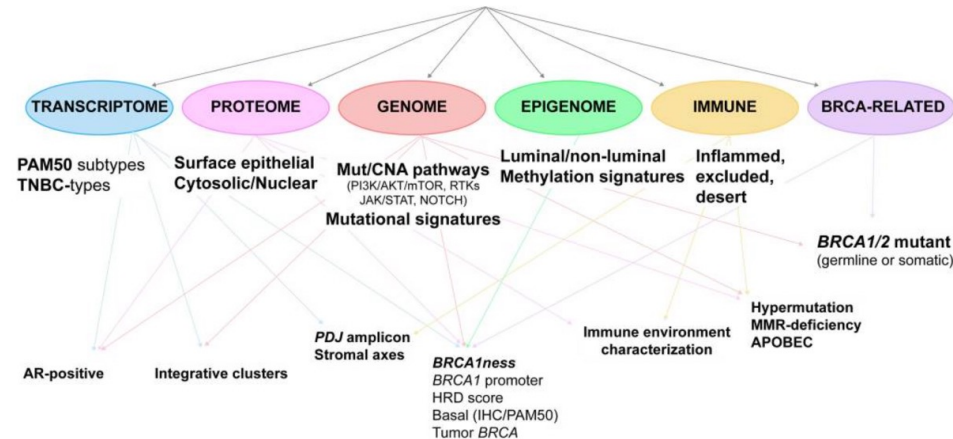 TRANSCRIPTOME
PROTEOME
GENOME
EPIGENOME
IMMUNE
BRCA-RELATED
PAM50 subtypes
TNBC-types
Surface epithelial
Cytosolic/Nuclear
Mut/CNA pathways
(PI3K/AKT/mTOR, RTKs
JAK/STAT, NOTCH)
Mutational signatures
Luminal/non-luminal
Methylation signatures
Inflammed,
excluded,
desert
BRCA1/2 mutant
(germline or somatic)
AR-positive
Integrative clusters
PDJ amplicon
Stromal axes
BRCA1ness
BRCA1 promoter
HRD score
Basal (IHC/PAM50)
Tumor BRCA
Immune environment
characterization
Hypermutation
MMR-deficiency
APOBEC